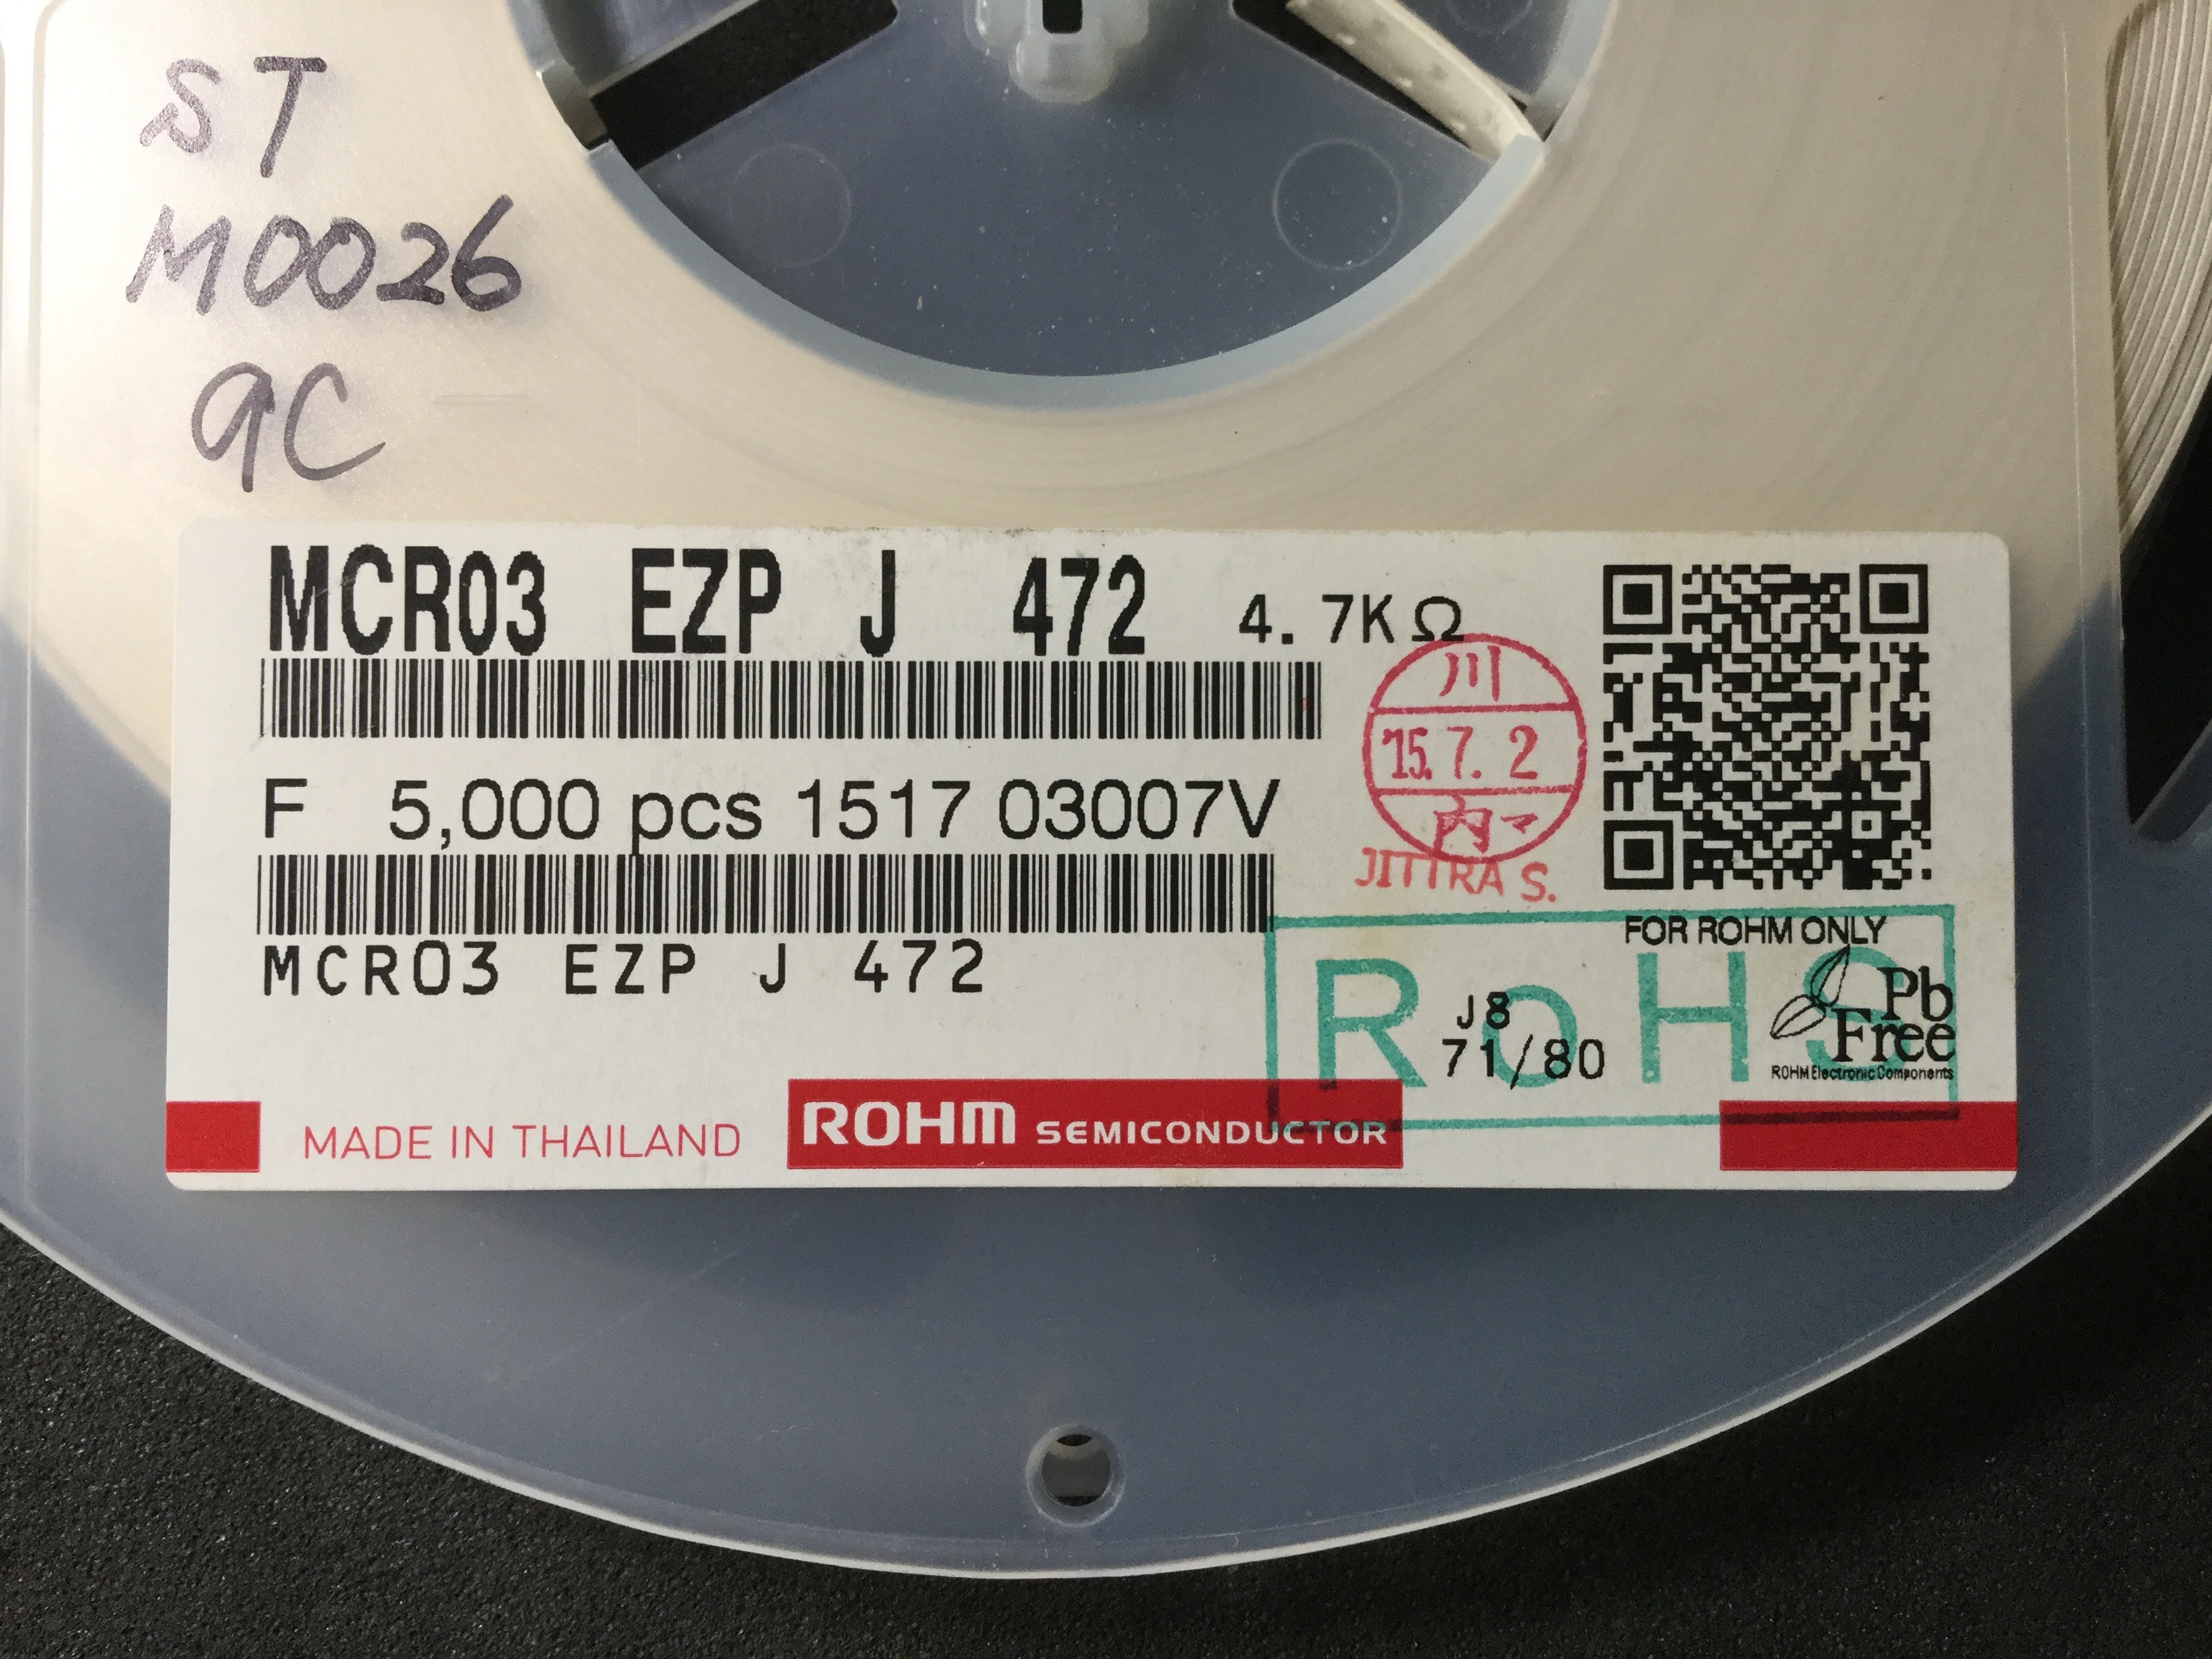 ST
M0026
9C
MCR03 EZP J 472 4.7KΩ
川
'15.7.2
内
JITTRA S.
F 5,000 pcs 1517 03007V
MCR03 EZP J 472
FOR ROHM ONLY
RoHS
J8
71/80
Pb
Free
ROHM Electronic Components
MADE IN THAILAND
ROHM SEMICONDUCTOR